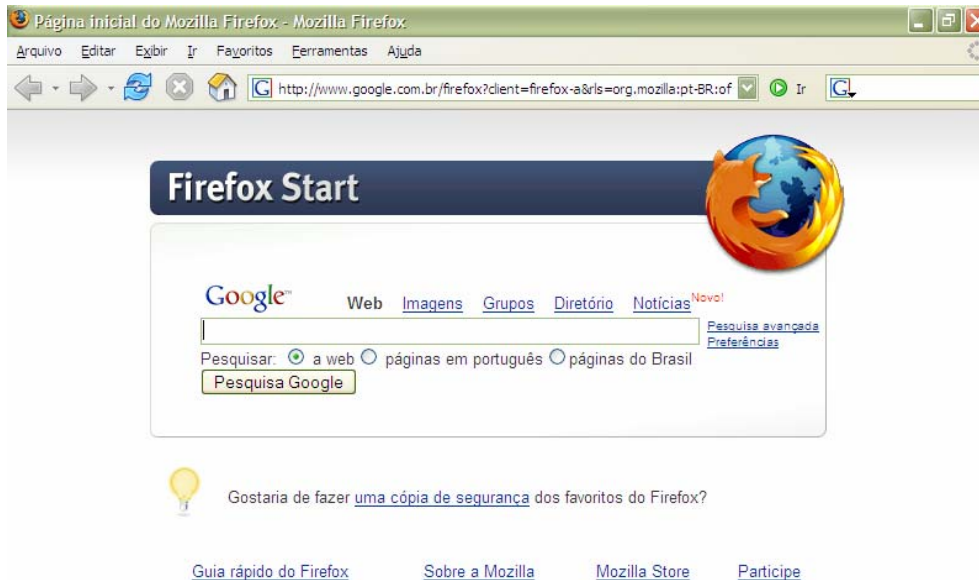 Página inicial do Mozilla Firefox - Mozilla Firefox
Arquivo Editar Exibir Ir Favoritos Ferramentas Ajuda
G http://www.google.com.br/firefox?client=firefox-a&rls=org.mozilla:pt-BR:of Ir G
Firefox Start
Google™ Web Imagens Grupos Diretório Notícias Novo!
Pesquisa avançada
Preferências
Pesquisar: a web páginas em português páginas do Brasil
Pesquisa Google
Gostaria de fazer uma cópia de segurança dos favoritos do Firefox?
Guia rápido do Firefox Sobre a Mozilla Mozilla Store Participe